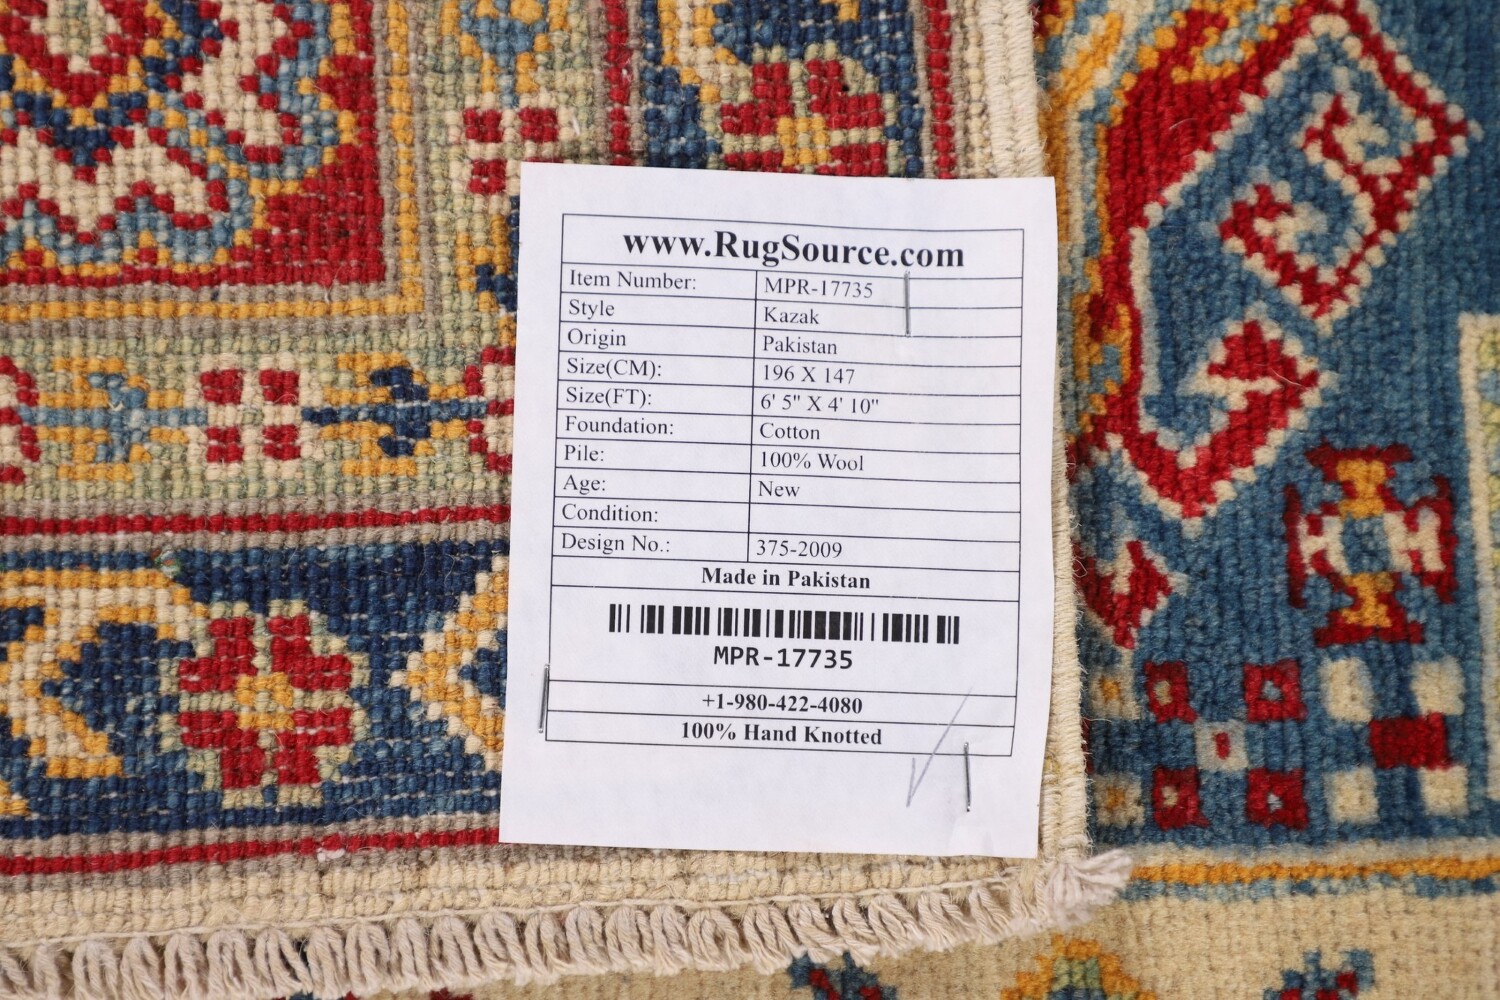 www.RugSource.com
Item Number: MPR-17735
Style Kazak
Origin Pakistan
Size(CM): 196 X 147
Size(FT): 6' 5" X 4' 10"
Foundation: Cotton
Pile: 100% Wool
Age: New
Condition:
Design No.: 375-2009
Made in Pakistan
MPR-17735
+1-980-422-4080
100% Hand Knotted